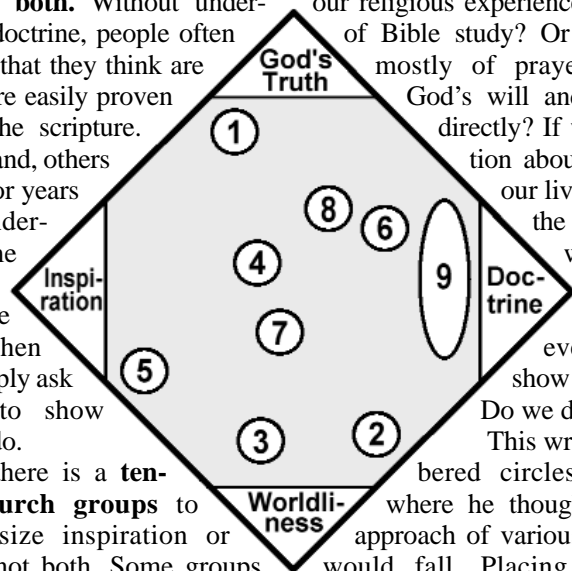 both. Without under-
doctrine, people often
that they think are
re easily proven
he scripture.
and, others
or years
der-
ne
e
hen
ply ask
to show
do.
here is a ten-
urch groups to
size inspiration or
not both. Some groups
God's
Truth
1
8
6
4
9
Inspi-
ration
Doc-
trine
7
5
3
2
Worldli-
ness
our religious experience
of Bible study? Or
mostly of praye
God's will and
directly? If
tion abou
our liv
the
eve
show
Do we d
This wr
bered circles
where he thoug
approach of various
would fall. Placing